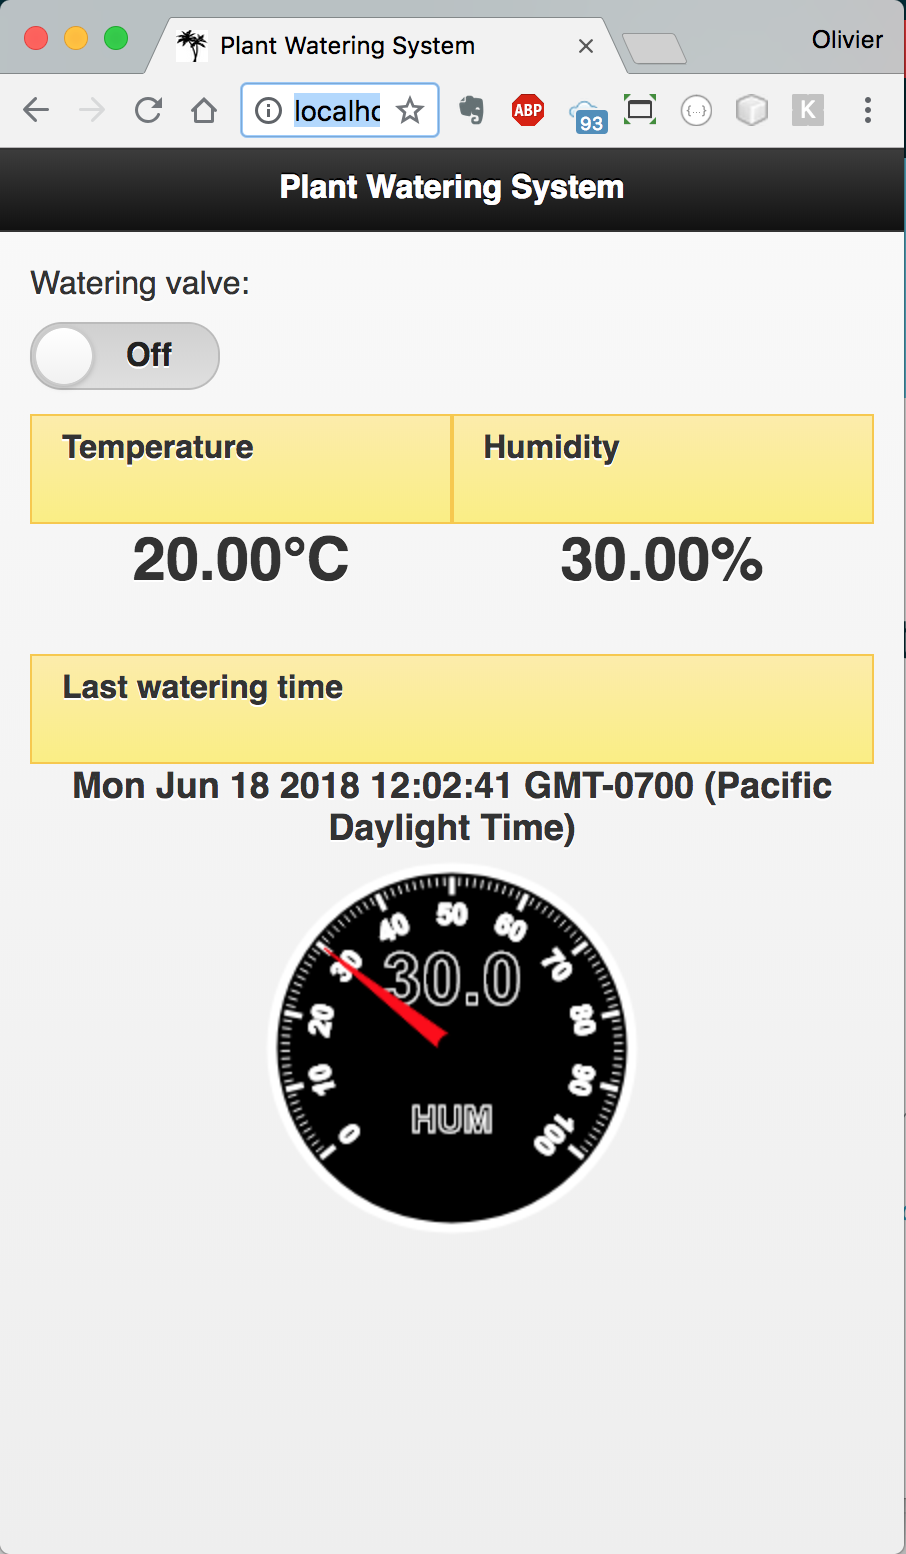 Plant Watering System
Olivier
localhc
ABP
93
{...}
K
Plant Watering System
Watering valve:
Off
Temperature
Humidity
20.00°C
30.00%
Last watering time
Mon Jun 18 2018 12:02:41 GMT-0700 (Pacific
Daylight Time)
0
10
20
30
40
50
60
70
80
90
100
30.0
HUM